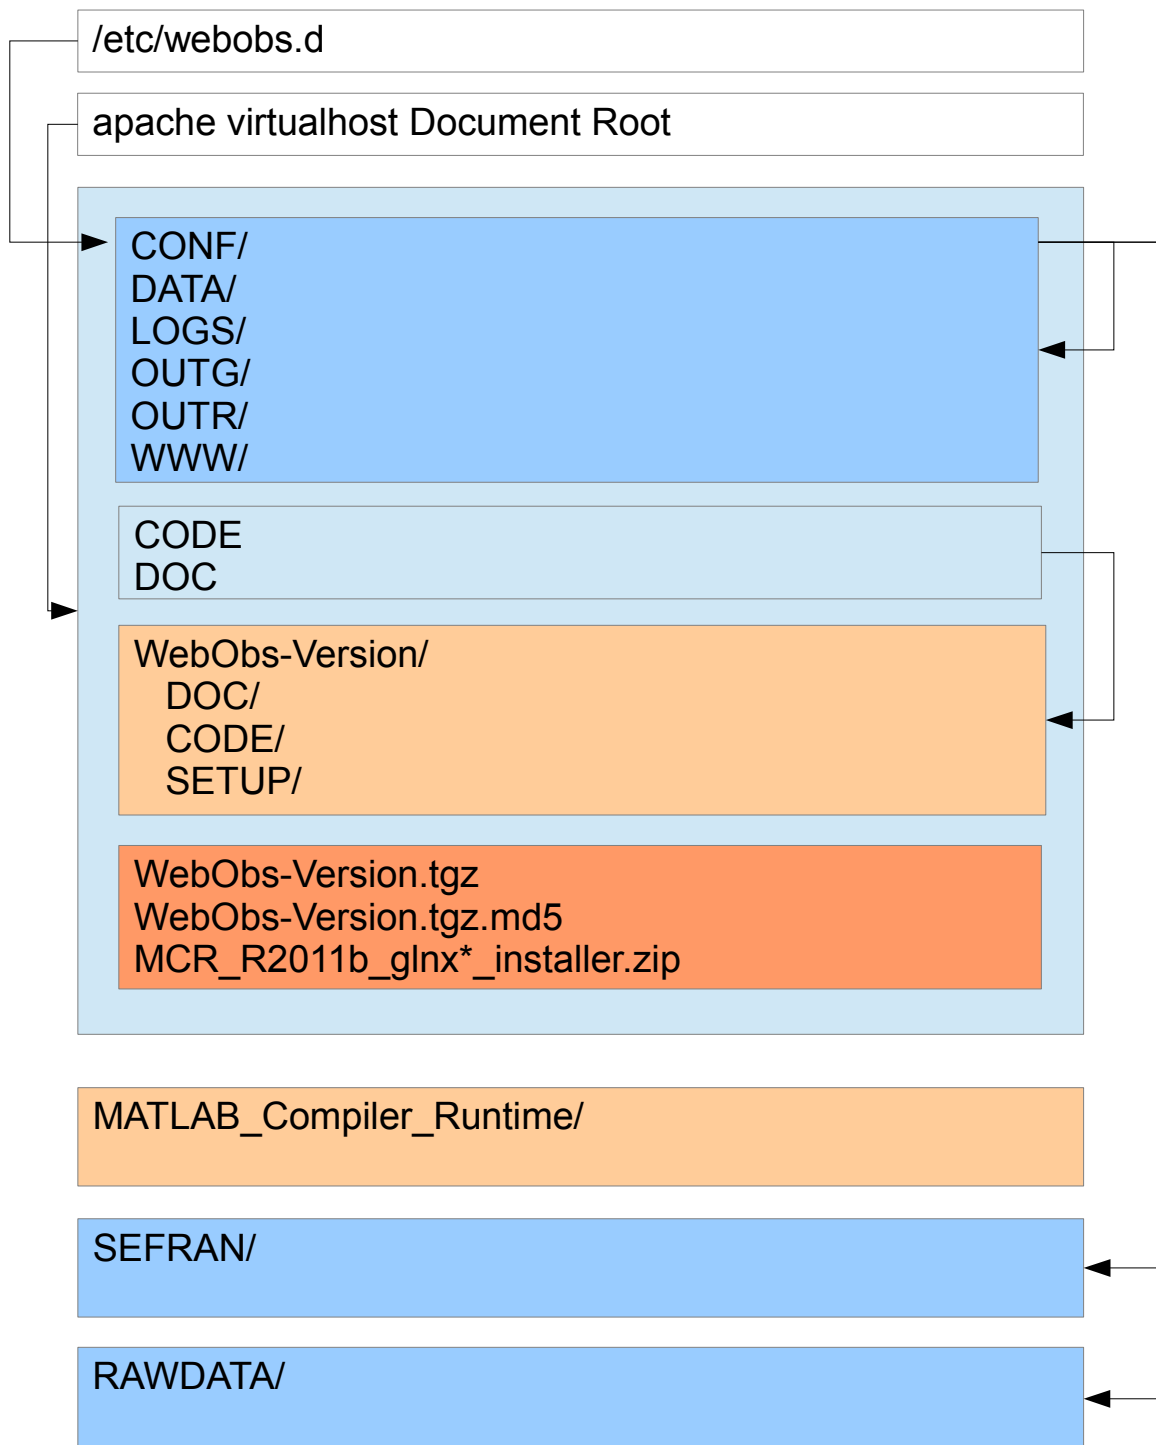 /etc/webobs.d
apache virtualhost Document Root
CONF/
DATA/
LOGS/
OUTG/
OUTR/
WWW/
CODE
DOC
WebObs-Version/
DOC/
CODE/
SETUP/
WebObs-Version.tgz
WebObs-Version.tgz.md5
MCR_R2011b_glnx*_installer.zip
MATLAB_Compiler_Runtime/
SEFRAN/
RAWDATA/